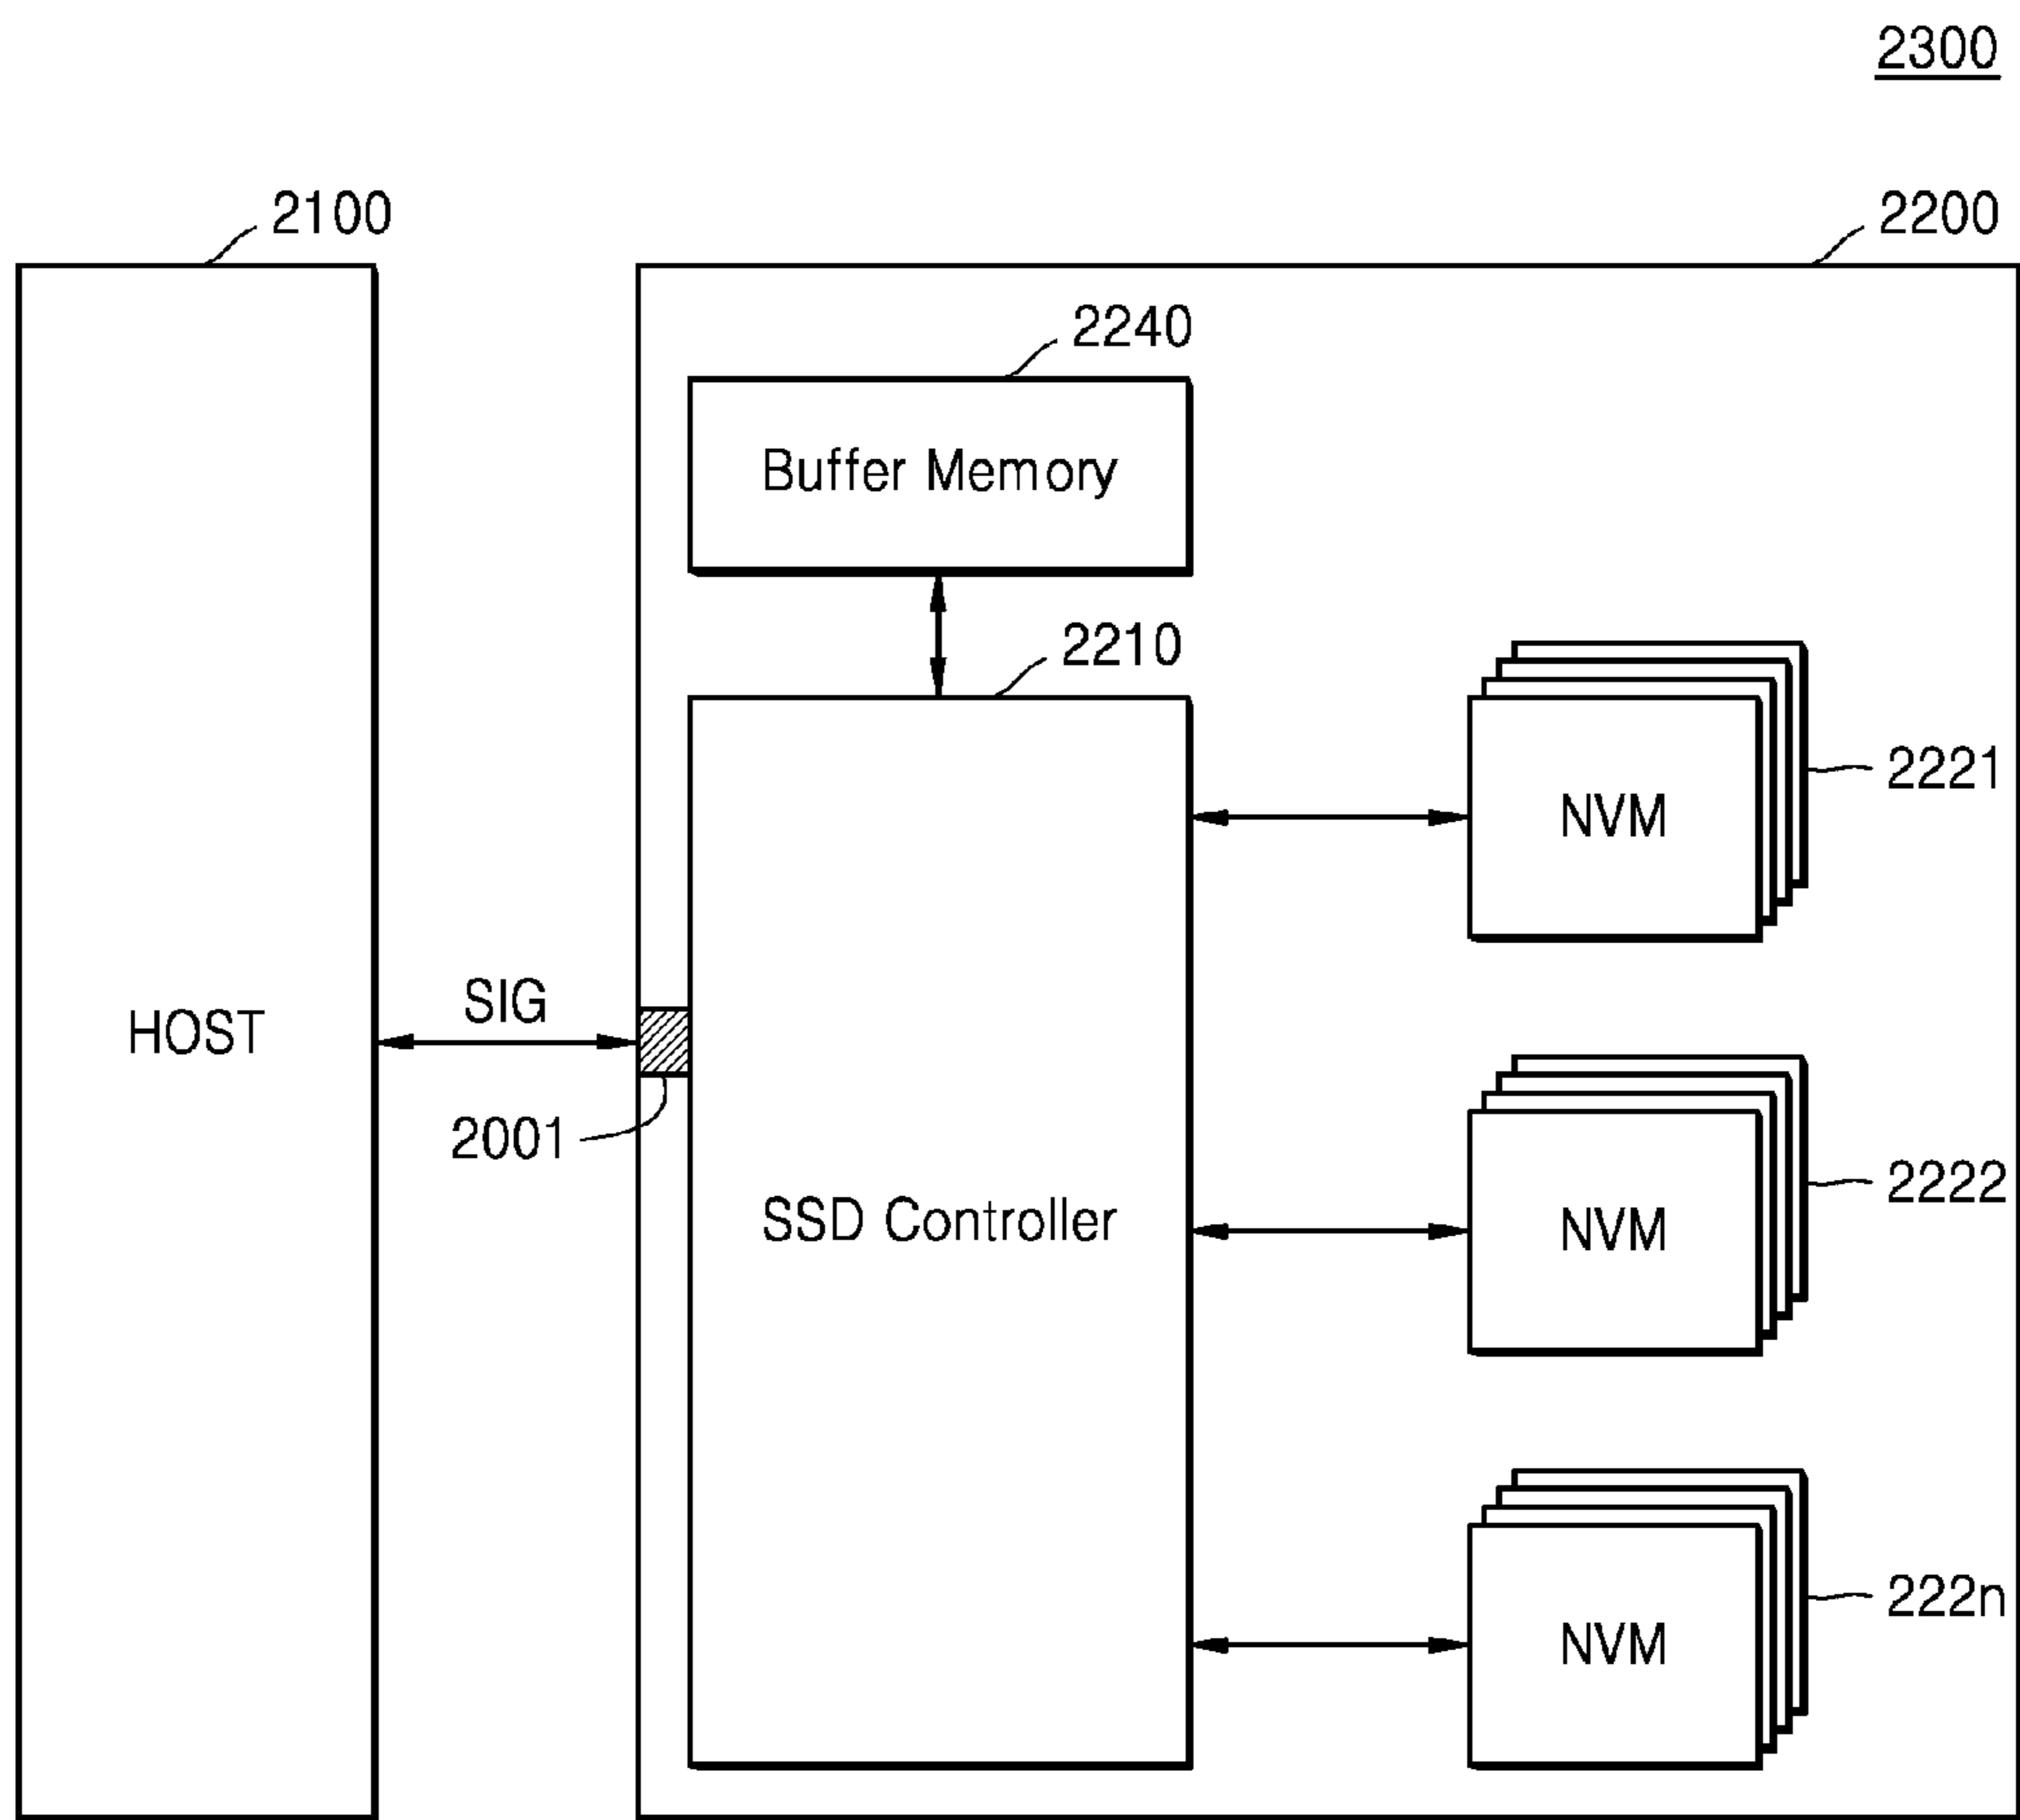 2300
2100
2200
2240
Buffer Memory
2210
2221
NVM
SIG
HOST
2001
2222
SSD Controller
NVM
222n
NVM